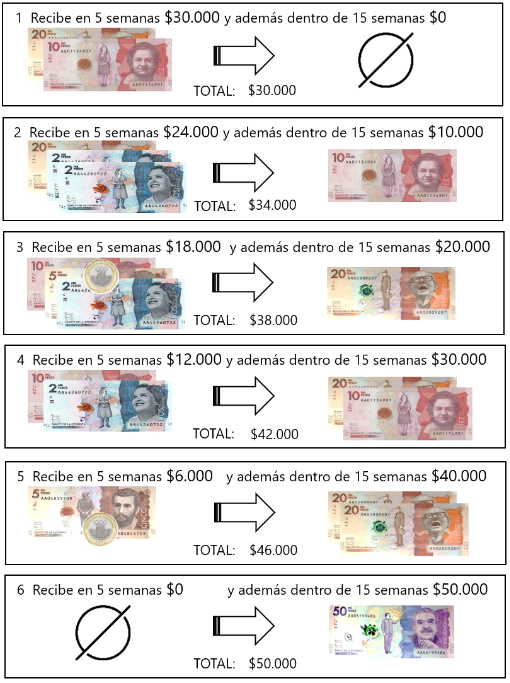 1 Recibe en 5 semanas $30.000 y además dentro de 15 semanas $0
TOTAL: $30.000
2 Recibe en 5 semanas $24.000 y además dentro de 15 semanas $10.000
TOTAL: $34.000
3 Recibe en 5 semanas $18.000 y además dentro de 15 semanas $20.000
TOTAL: $38.000
4 Recibe en 5 semanas $12.000 y además dentro de 15 semanas $30.000
TOTAL: $42.000
5 Recibe en 5 semanas $6.000 y además dentro de 15 semanas $40.000
TOTAL: $46.000
6 Recibe en 5 semanas $0 y además dentro de 15 semanas $50.000
TOTAL: $50.000